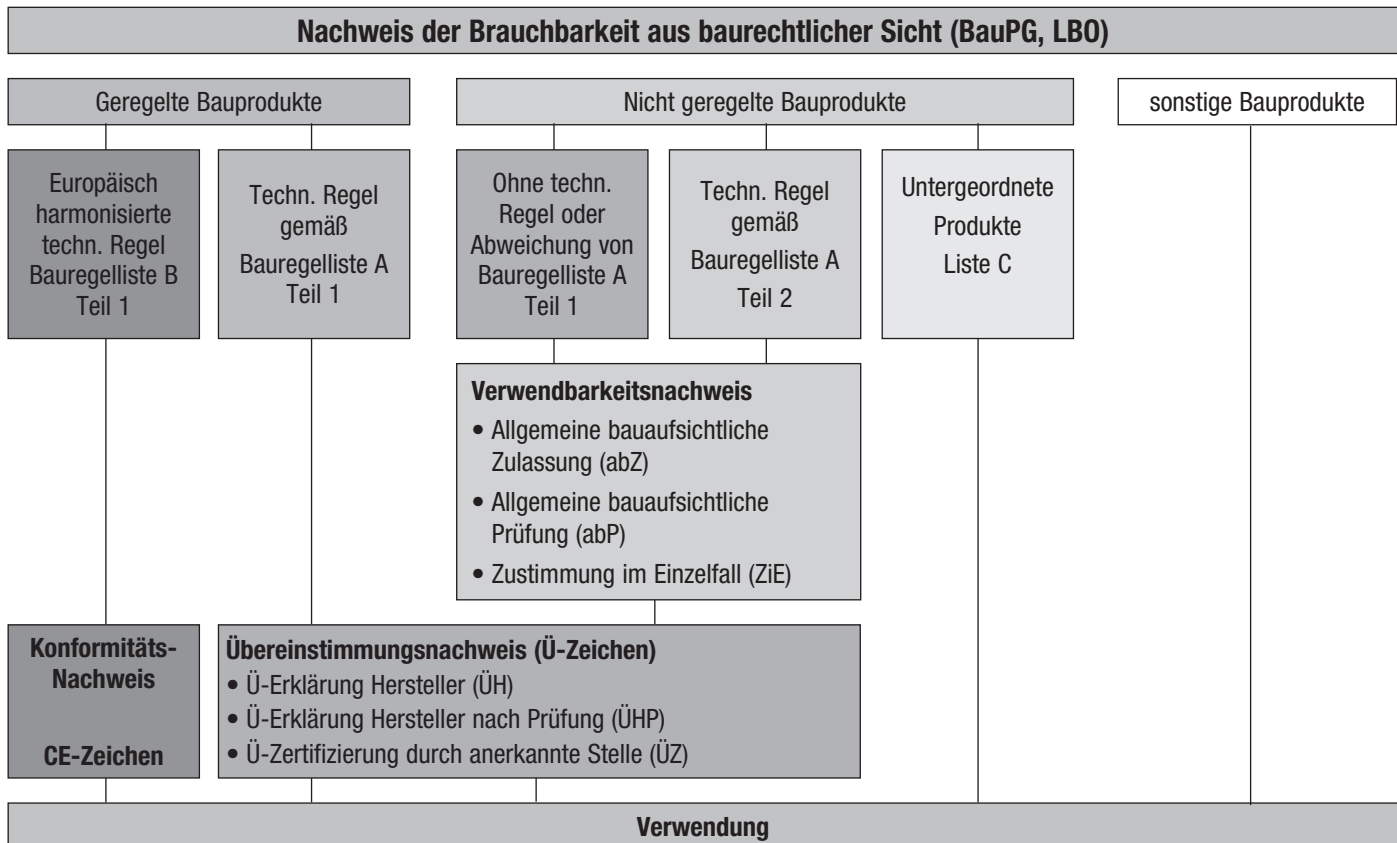 Nachweis der Brauchbarkeit aus baurechtlicher Sicht (BauPG, LBO)
Geregelte Bauprodukte
Nicht geregelte Bauprodukte
sonstige Bauprodukte
Europäisch
harmonisierte
techn. Regel
Bauregelliste B
Teil 1
Techn. Regel
gemäß
Bauregelliste A
Teil 1
Ohne techn.
Regel oder
Abweichung von
Bauregelliste A
Teil 1
Techn. Regel
gemäß
Bauregelliste A
Teil 2
Untergeordnete
Produkte
Liste C
Verwendbarkeitsnachweis
• Allgemeine bauaufsichtliche
Zulassung (abZ)
• Allgemeine bauaufsichtliche
Prüfung (abP)
• Zustimmung im Einzelfall (ZiE)
Konformitäts-
Nachweis
CE-Zeichen
Übereinstimmungsnachweis (Ü-Zeichen)
• Ü-Erklärung Hersteller (ÜH)
• Ü-Erklärung Hersteller nach Prüfung (ÜHP)
• Ü-Zertifizierung durch anerkannte Stelle (ÜZ)
Verwendung